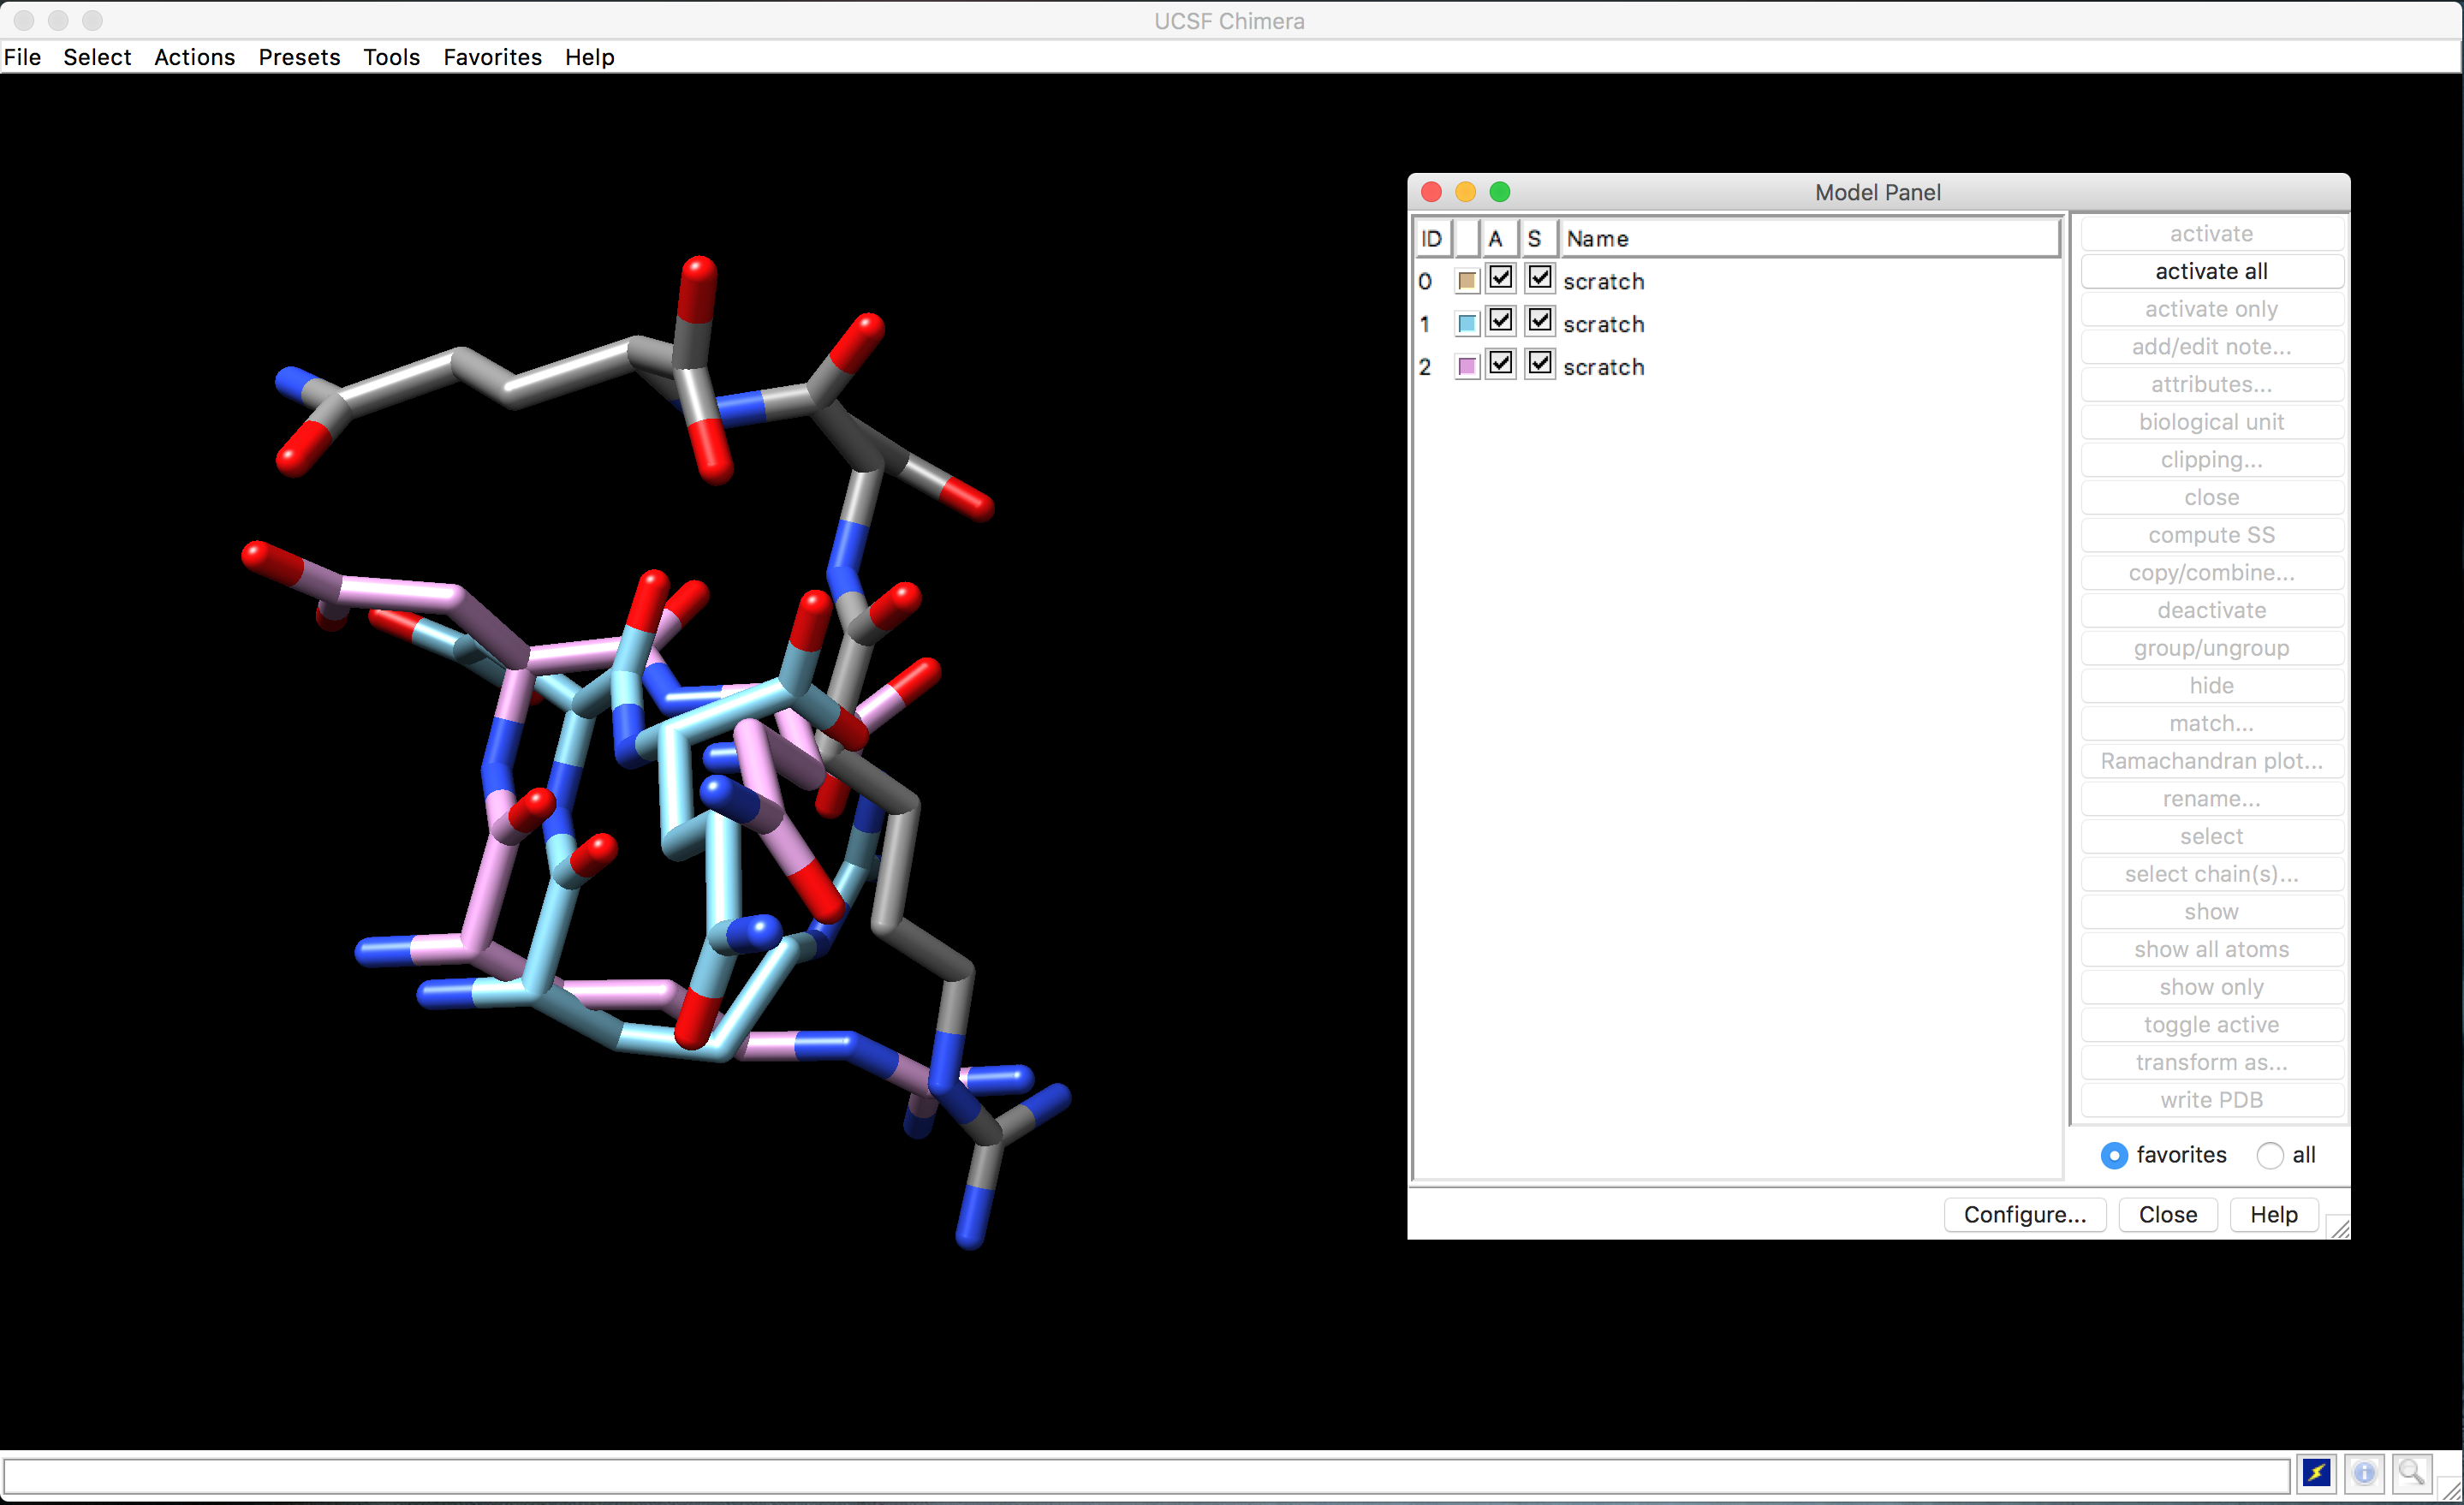 UCSF Chimera
File Select Actions Presets Tools Favorites Help
Model Panel
ID A S Name
0 scratch
1 scratch
2 scratch
activate
activate all
activate only
add/edit note...
attributes...
biological unit
clipping...
close
compute SS
copy/combine...
deactivate
group/ungroup
hide
match...
Ramachandran plot...
rename...
select
select chain(s)...
show
show all atoms
show only
toggle active
transform as...
write PDB
favorites all
Configure... Close Help